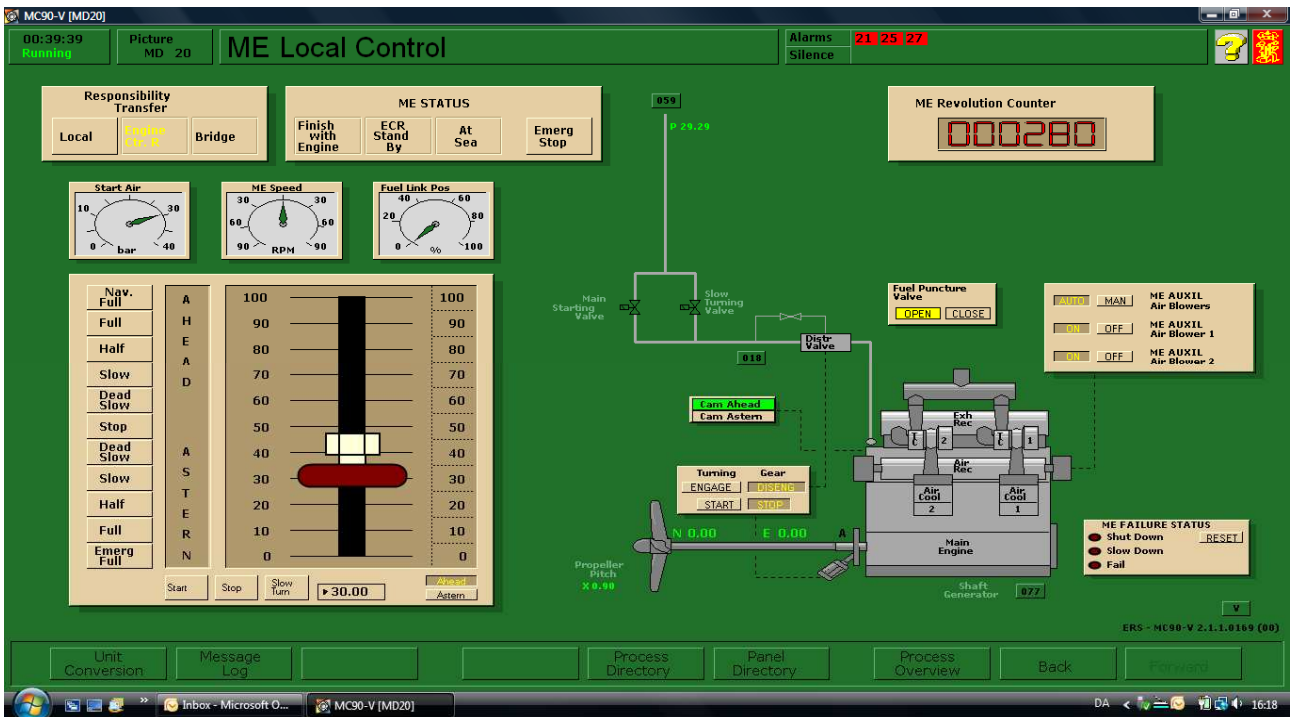 MC90-V [MD20]
00:39:39
Running
Picture
MD 20
ME Local Control
Alarms
21 25 27
Silence
Responsibility
Transfer
Local
Engine
Ctr. R
Bridge
ME STATUS
Finish
with
Engine
ECR
Stand
By
At
Sea
Emerg
Stop
059
P 29.29
ME Revolution Counter
000280
Start Air
10
30
0
40
bar
ME Speed
30
30
60
60
90
90
RPM
Fuel Link Pos
40
60
20
80
0
100
%
Nav.
Full
Full
Half
Slow
Dead
Slow
Stop
Dead
Slow
Slow
Half
Full
Emerg
Full
AHEAD
ASTERN
100 100
90 90
80 80
70 70
60 60
50 50
40 40
30 30
20 20
10 10
0 0
Start
Stop
Slow
Turn
30.00
Ahead
Astern
Main
Starting
Valve
Slow
Turning
Valve
Distr
Valve
018
Fuel Puncture
Valve
OPEN CLOSE
AUTO MAN
ME AUXIL
Air Blowers
ON OFF
ME AUXIL
Air Blower 1
ON OFF
ME AUXIL
Air Blower 2
Cam Ahead
Cam Astern
Turning Gear
ENGAGE DISENG
START STOP
Exh
Rec
T C 2
T C 1
Air
Rec
Air
Cool
2
Air
Cool
1
N 0.00 E 0.00 A
Main
Engine
Propeller
Pitch
X 0.90
Shaft
Generator
077
ME FAILURE STATUS
Shut Down
RESET
Slow Down
Fail
V
ERS - MC90-V 2.1.1.0169 (00)
Unit
Conversion
Message
Log
Process
Directory
Panel
Directory
Process
Overview
Back
Forward
Inbox - Microsoft O...
MC90-V [MD20]
DA
16:18